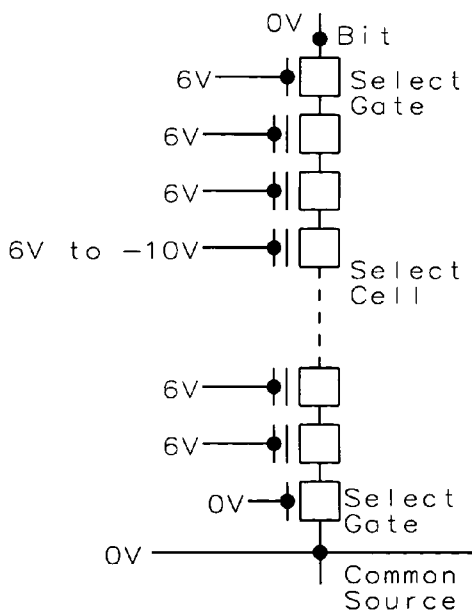 0V
Bit
6V
Select
Gate
6V
6V
6V to -10V
Select
Cell
6V
6V
0V
Select
Gate
0V
Common
Source